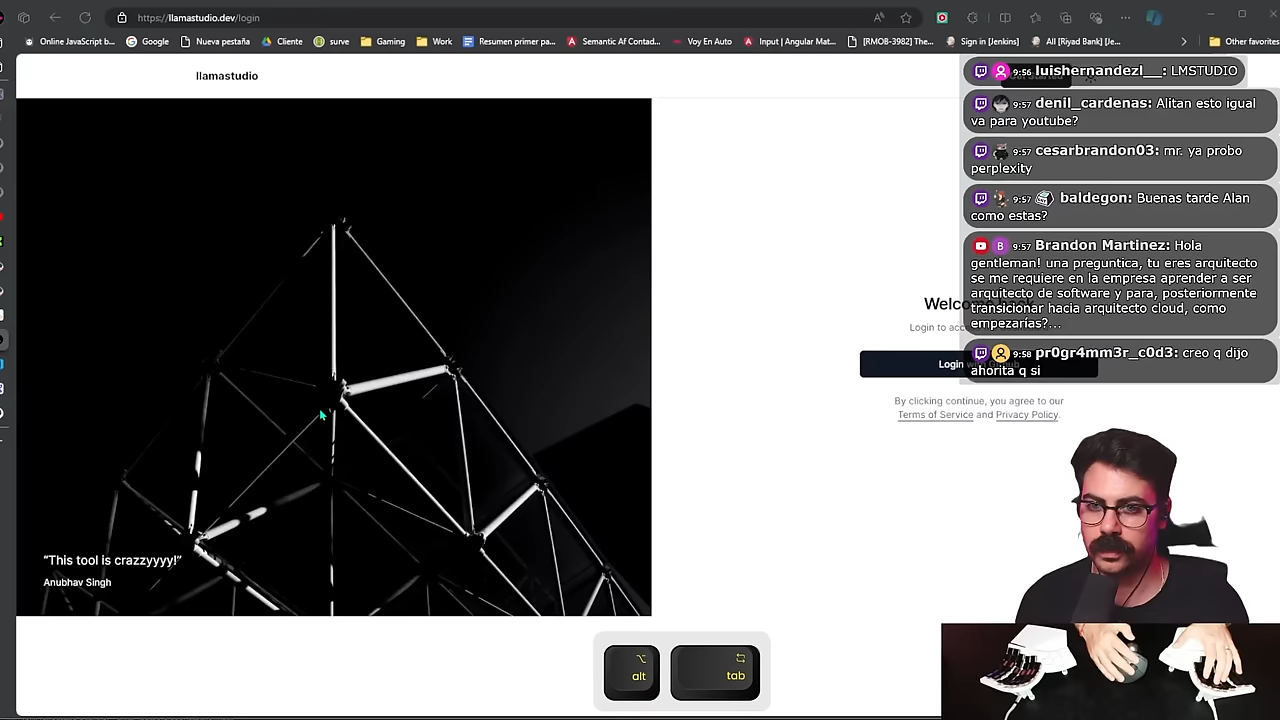 https://llamastudio.dev/login
Online JavaScript b...
Google
Nueva pestaña
Cliente
surve
Gaming
Work
Resumen primer pa...
Semantic Af Contad...
Voy En Auto
Input | Angular Mat...
[RMOB-3982] [The...
Sign in [Jenkins]
All [Riyad Bank] [Je...
Other favorites
llamastudio
9:56 luishernandezl__: LMSTUDIO
9:57 denil_cardenas: Alitan esto igual
va para youtube?
9:57 cesarbrandon03: mr. ya probo
perplexity
9:57 baldegon: Buenas tarde Alan
como estas?
B 9:57 Brandon Martinez: Hola
gentleman! una preguntica, tu eres arquitecto
se me requiere en la empresa aprender a ser
arquitecto de software y para, posteriormente
transicionar hacia arquitecto cloud, como
empezarías?...
9:58 pr0gr4mm3r_c0d3: creo q dijo
ahorita q si
Login to acc
Login
By clicking continue, you agree to our
Terms of Service and Privacy Policy.
“This tool is crazzyyyy!”
Anubhav Singh
alt
tab